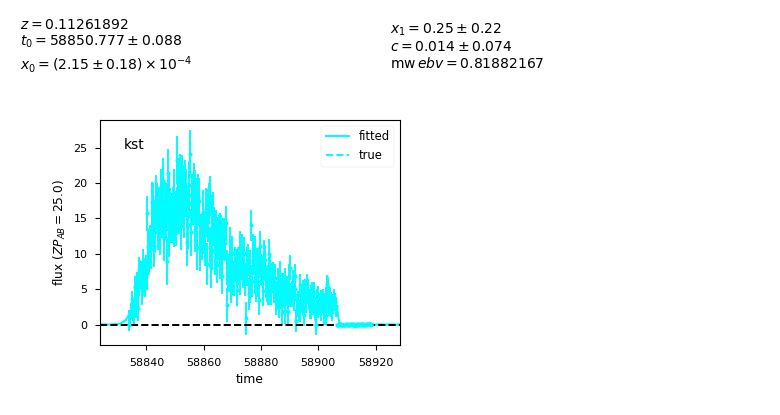 z = 0.11261892
t₀ = 58850.777 ± 0.088
x₀ = (2.15 ± 0.18) × 10⁻⁴
x₁ = 0.25 ± 0.22
c = 0.014 ± 0.074
mw ebv = 0.81882167
kst
fitted
true
flux (ZP_AB = 25.0)
25
20
15
10
5
0
58840 58860 58880 58900 58920
time